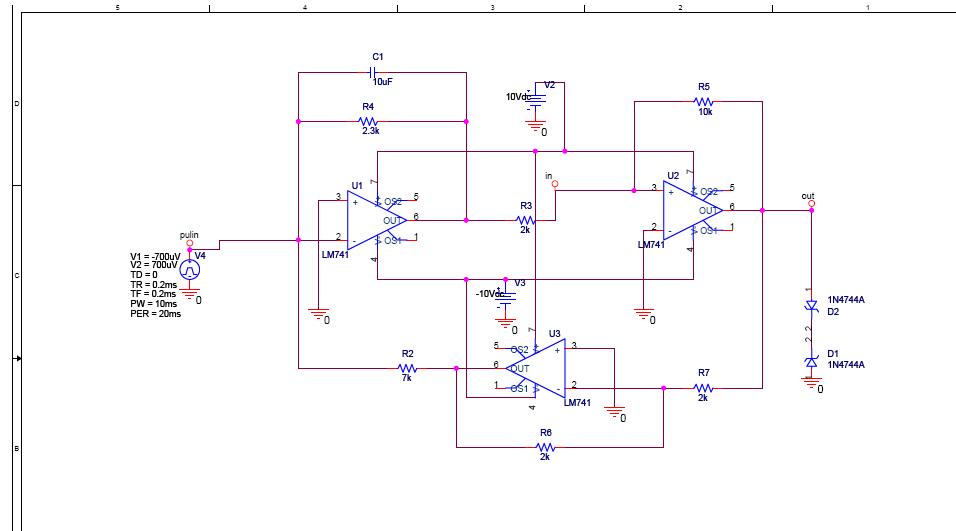 5 4 3 2 1
D
C
B
C1
10uF
R4
2.3k
V2
10Vdc
-
0
R5
10k
U1
7
3
+
OS2
5
OUT
6
2
-
OS1
1
4
LM741
0
in
R3
2k
U2
7
3
+
OS2
5
OUT
6
2
-
OS1
1
4
LM741
0
out
pulin
V4
V1 = -700uV
V2 = 700uV
TD = 0
TR = 0.2ms
TF = 0.2ms
PW = 10ms
PER = 20ms
0
V3
-10Vdc
-
0
U3
7
5
OS2
+
3
6
OUT
1
OS1
-
2
4
LM741
0
R2
7k
R7
2k
R6
2k
1
1N4744A
D2
2
2
D1
1N4744A
1
0